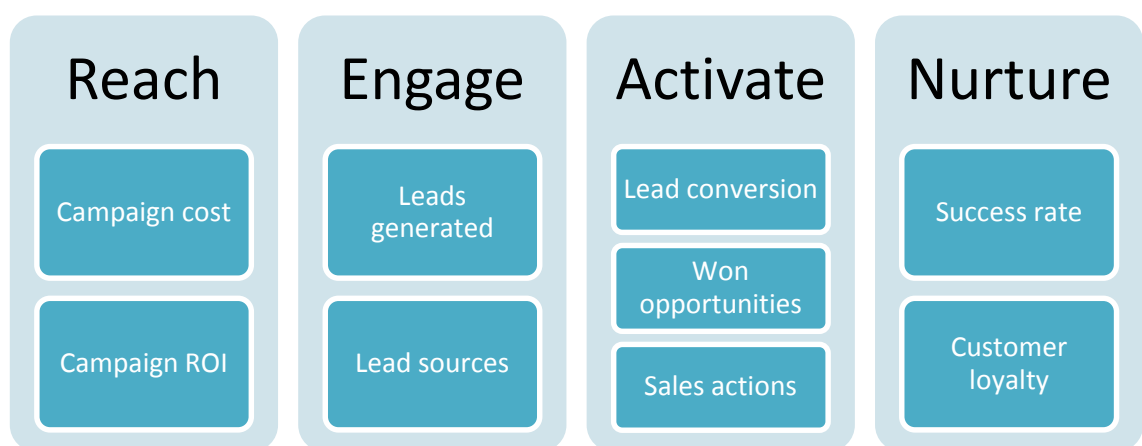 Reach
Campaign cost
Campaign ROI
Engage
Leads
generated
Lead sources
Activate
Lead conversion
Won
opportunities
Sales actions
Nurture
Success rate
Customer
loyalty